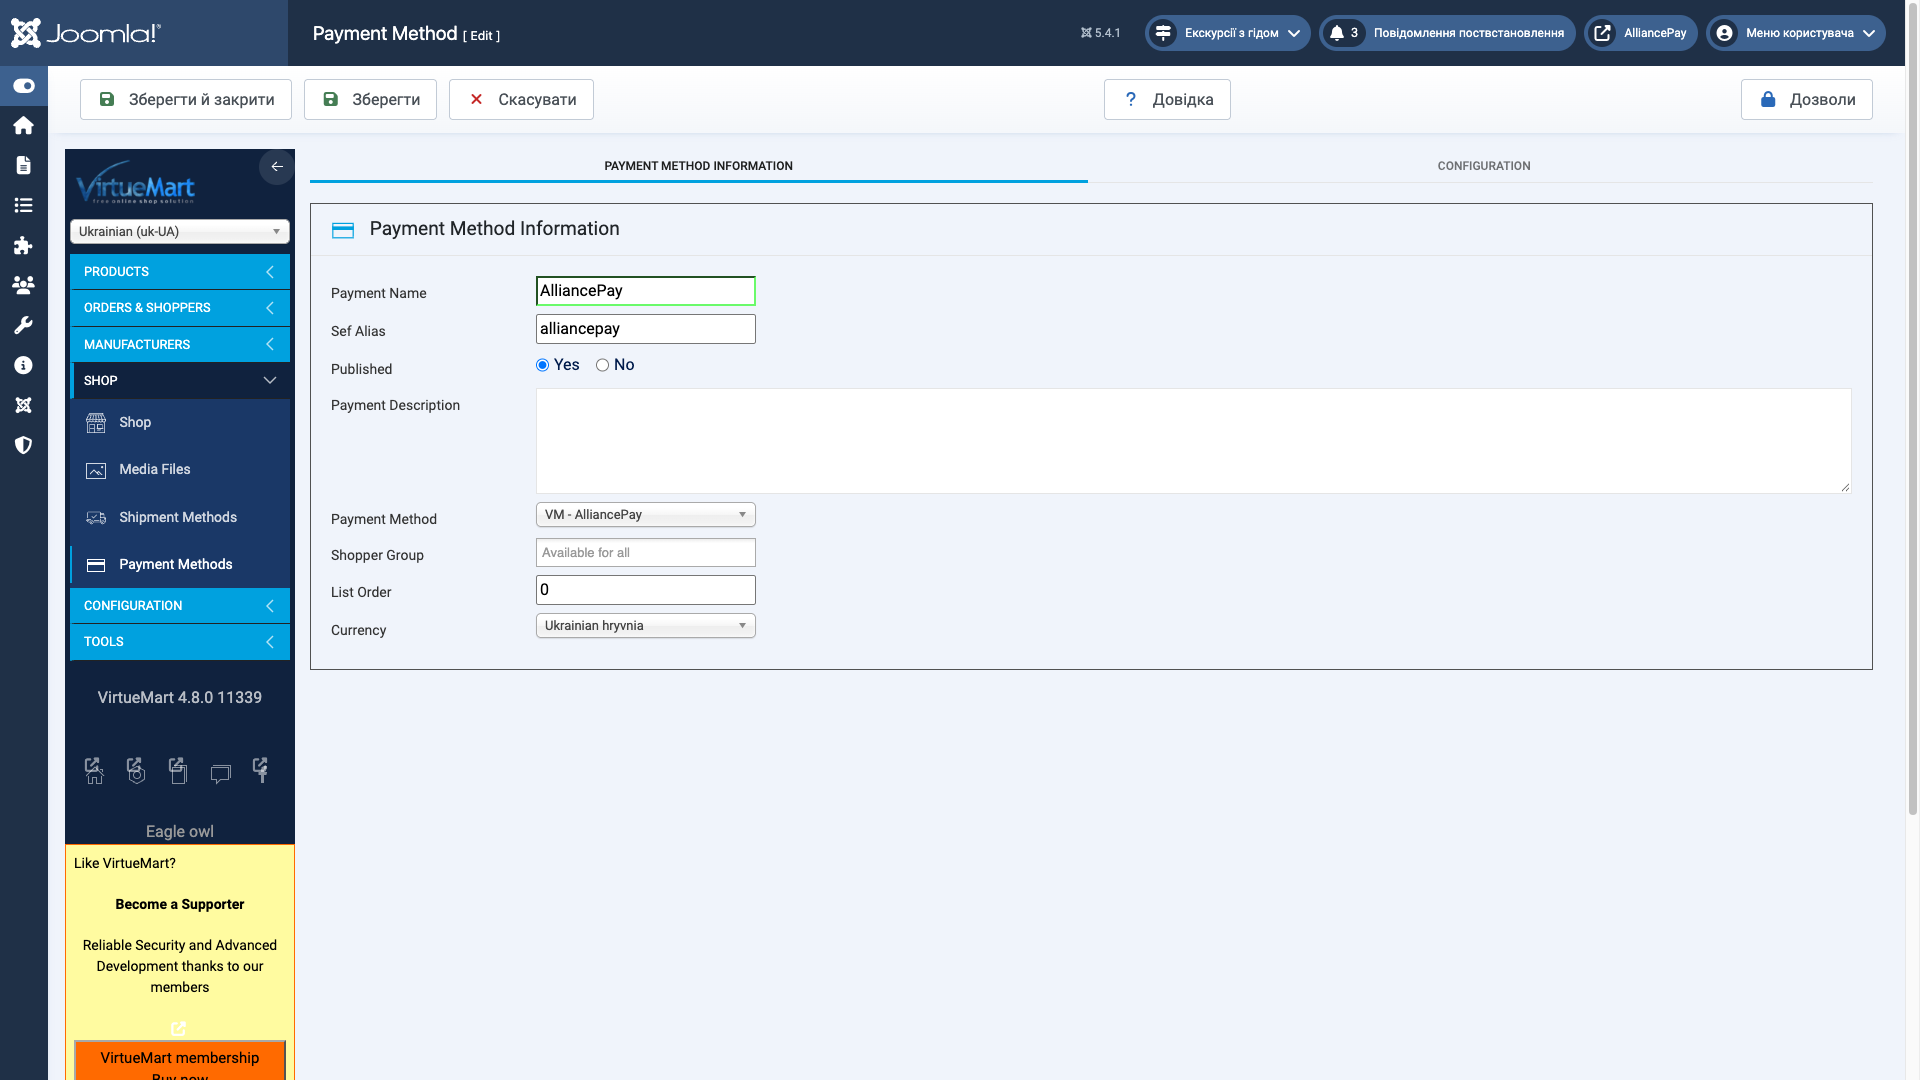 Joomla!
Payment Method [ Edit ]
5.4.1
Екскурсії з гідом
3
Повідомлення поствстановлення
AlliancePay
Меню користувача
Зберегти й закрити
Зберегти
Скасувати
? Довідка
Дозволи
VirtueMart
free online shop solution
Ukrainian (uk-UA)
PRODUCTS
ORDERS & SHOPPERS
MANUFACTURERS
SHOP
Shop
Media Files
Shipment Methods
Payment Methods
CONFIGURATION
TOOLS
VirtueMart 4.8.0 11339
Eagle owl
Like VirtueMart?
Become a Supporter
Reliable Security and Advanced
Development thanks to our
members
VirtueMart membership
Buy now
PAYMENT METHOD INFORMATION
CONFIGURATION
Payment Method Information
Payment Name
AlliancePay
Sef Alias
alliancepay
Published
Yes
No
Payment Description
Payment Method
VM - AlliancePay
Shopper Group
Available for all
List Order
0
Currency
Ukrainian hryvnia